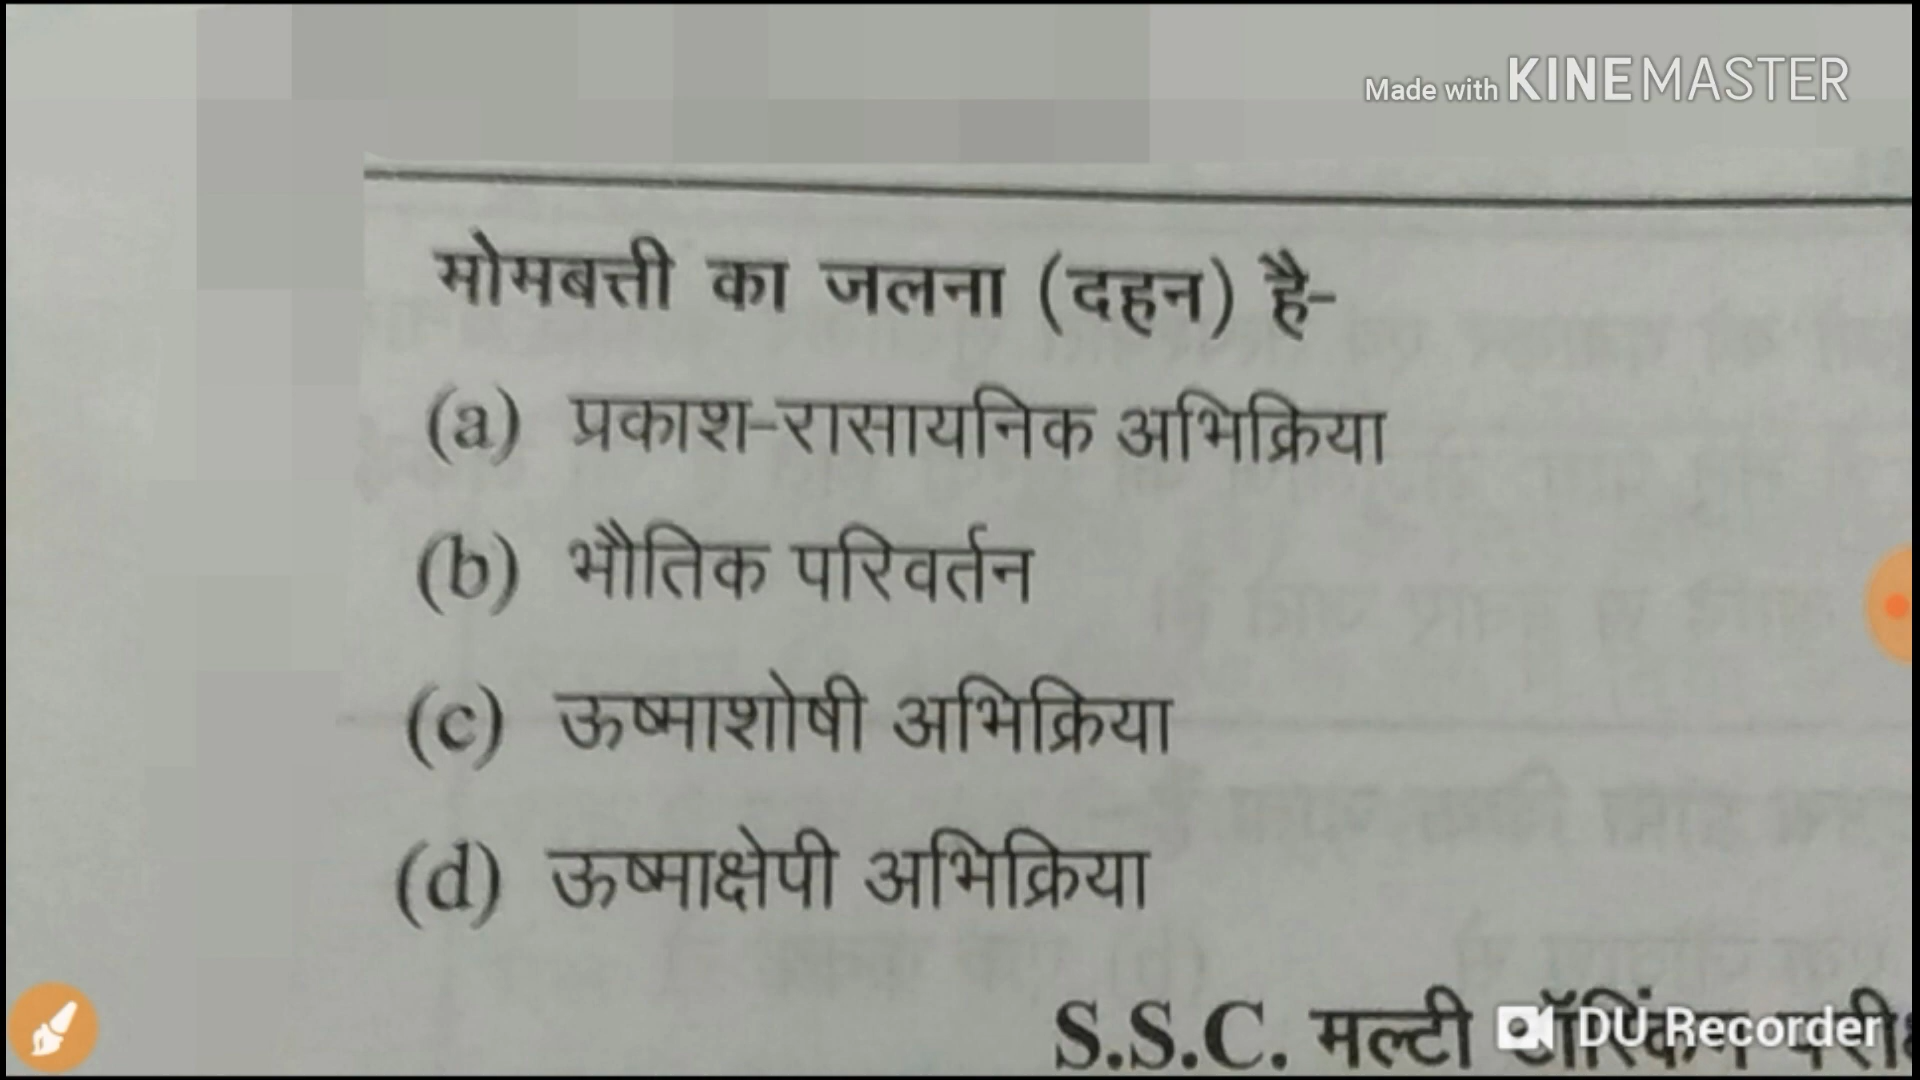 Made with KINEMASTER
मोमबत्ती का जलना (दहन) है-
(a) प्रकाश-रासायनिक अभिक्रिया
(b) भौतिक परिवर्तन
(c) ऊष्माशोषी अभिक्रिया
(d) ऊष्माक्षेपी अभिक्रिया
S.S.C. मल्टी
DU Recorder